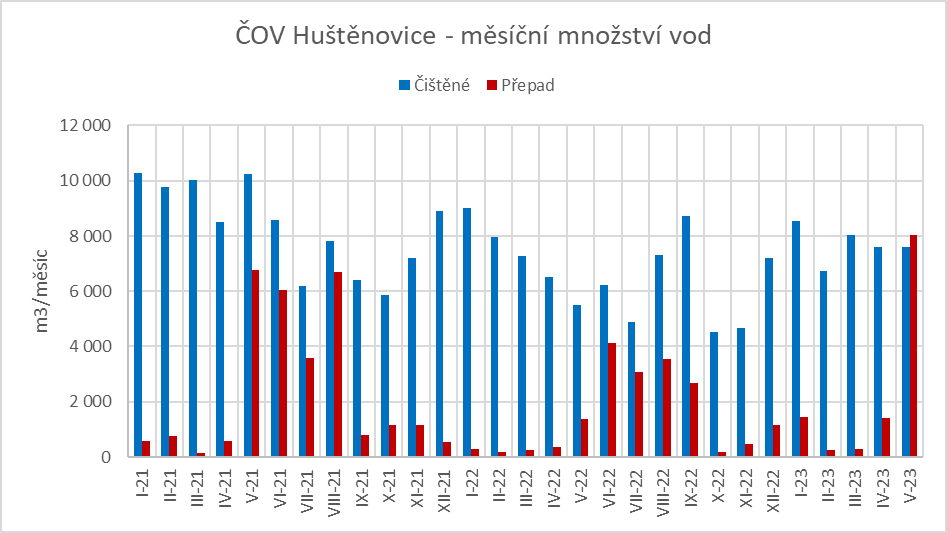 ČOV Huštěnovice - měsíční množství vod
Čištěné Přepad
m3/měsíc
12 000
10 000
8 000
6 000
4 000
2 000
0
I-21 II-21 III-21 IV-21 V-21 VI-21 VII-21 VIII-21 IX-21 X-21 XI-21 XII-21 I-22 II-22 III-22 IV-22 V-22 VI-22 VII-22 VIII-22 IX-22 X-22 XI-22 XII-22 I-23 II-23 III-23 IV-23 V-23